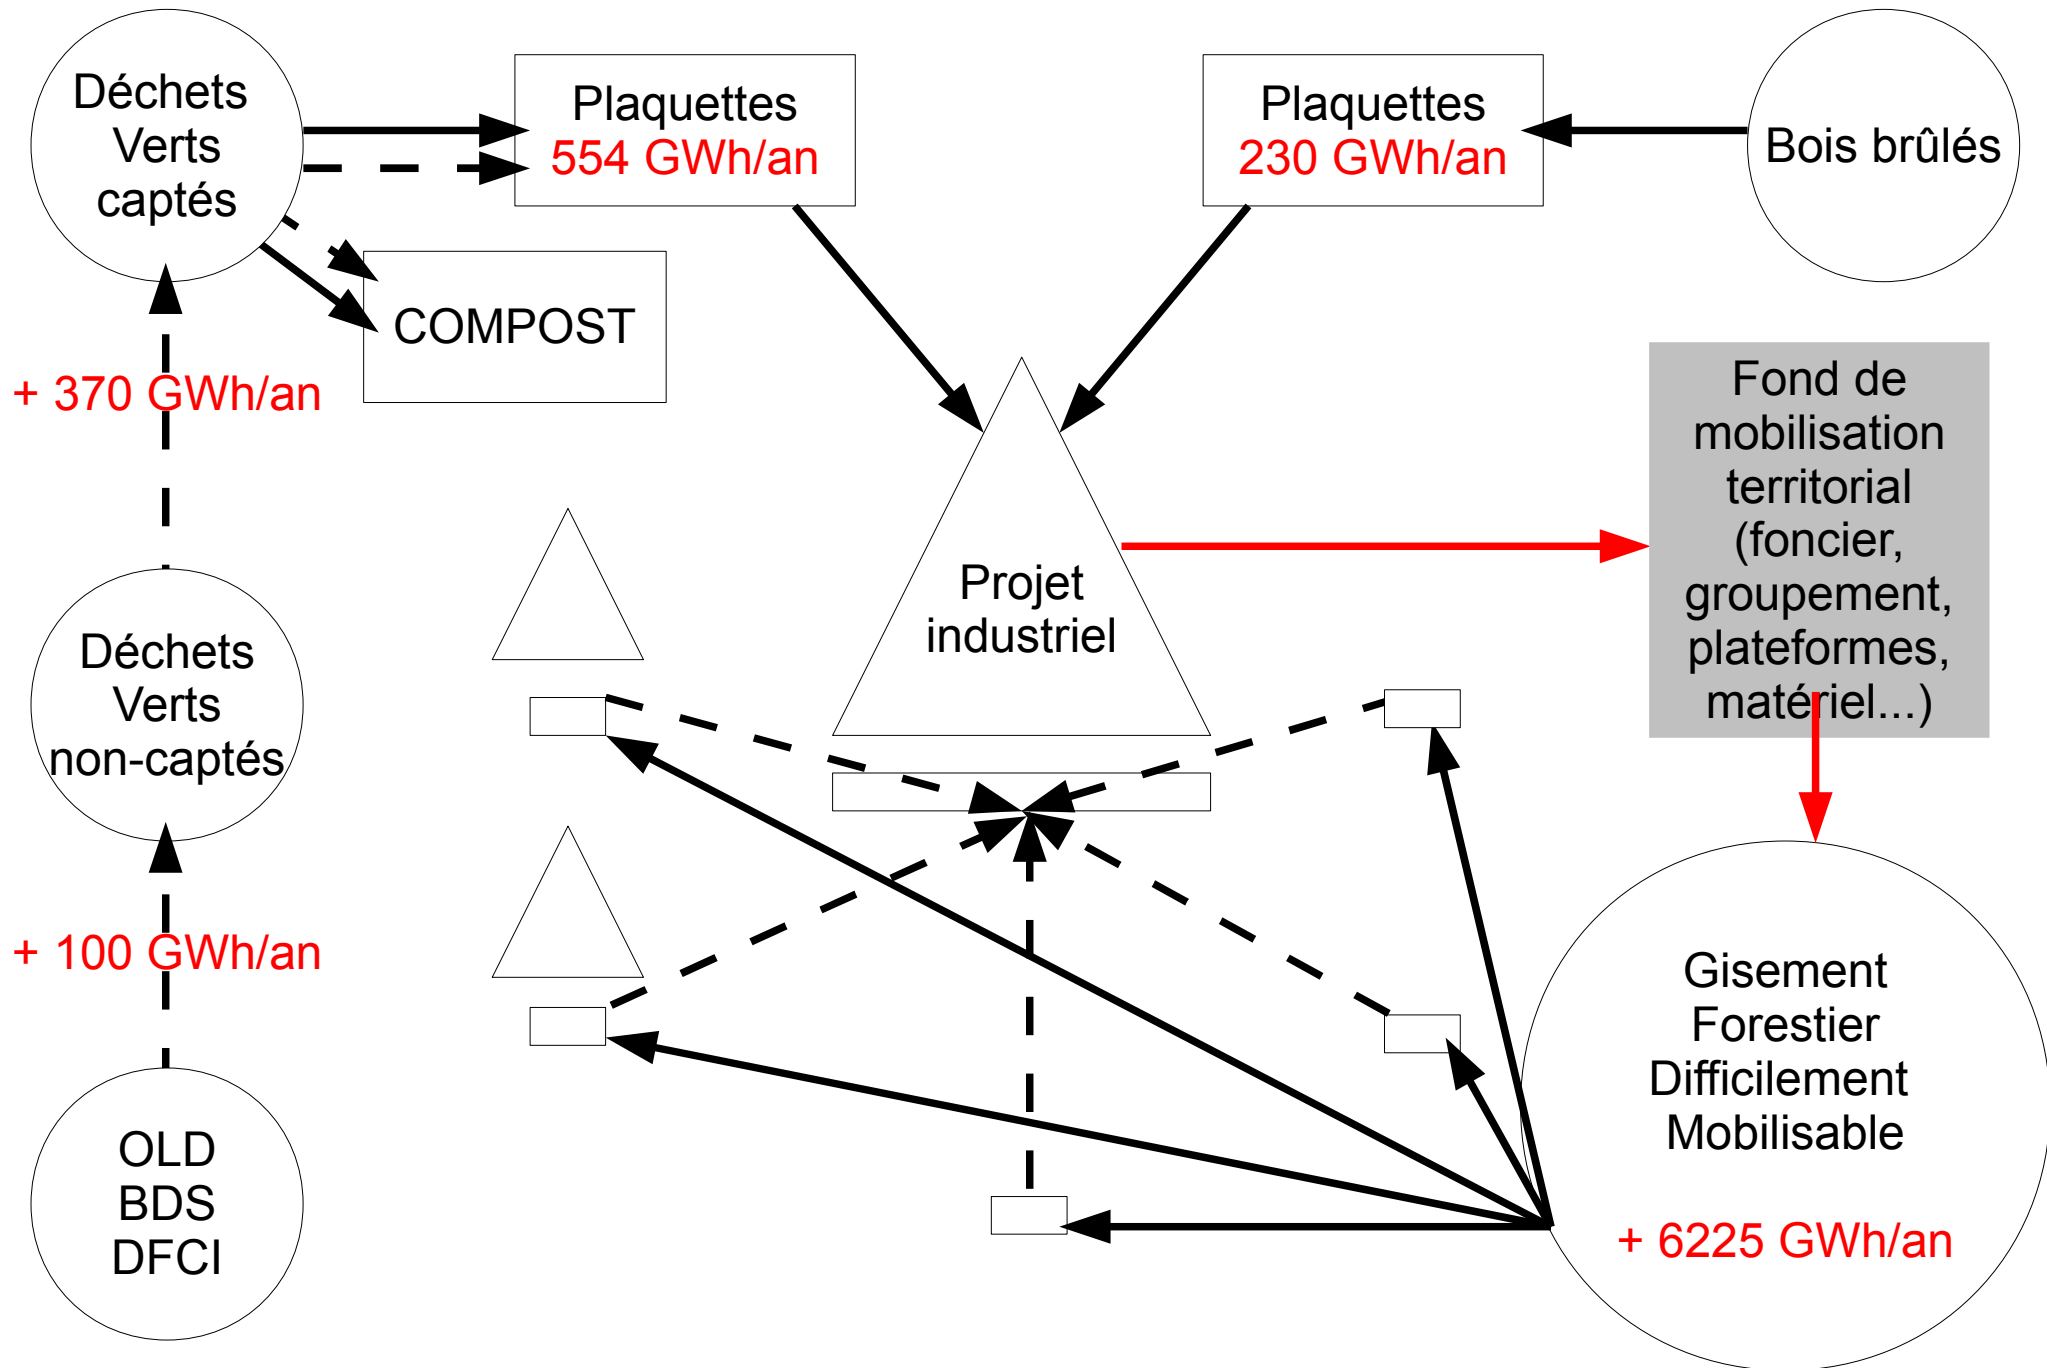 Déchets
Verts
captés
Plaquettes
554 GWh/an
Plaquettes
230 GWh/an
Bois brûlés
COMPOST
+ 370 GWh/an
Fond de
mobilisation
territorial
(foncier,
groupement,
plateformes,
matériel...)
Projet
industriel
Déchets
Verts
non-captés
+ 100 GWh/an
OLD
BDS
DFCI
Gisement
Forestier
Difficilement
Mobilisable
+ 6225 GWh/an